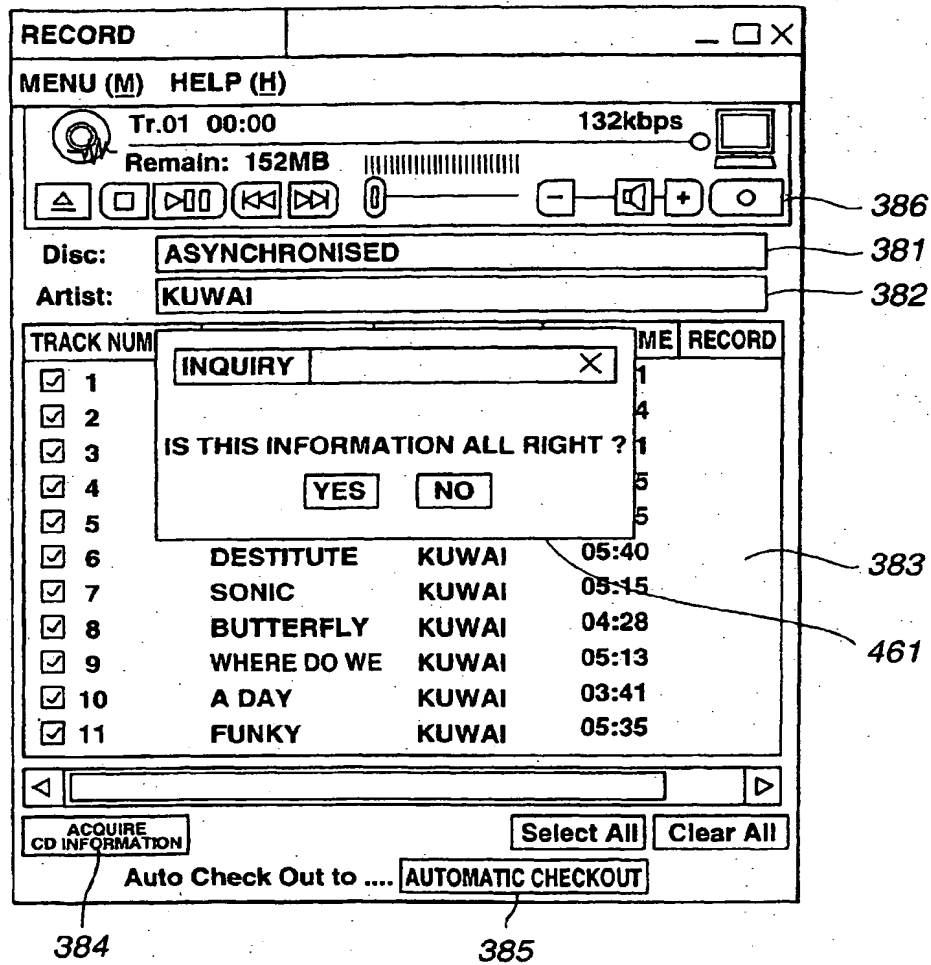 RECORD
MENU (M) HELP (H)
Tr.01 00:00 132kbps
Remain: 152MB
386
Disc: ASYNCHRONISED 381
Artist: KUWAI 382
TRACK NUM ME RECORD
INQUIRY
1 1
2 4
IS THIS INFORMATION ALL RIGHT ?
3 1
4 YES NO 5
5 5
6 DESTITUTE KUWAI 05:40 383
7 SONIC KUWAI 05:15
8 BUTTERFLY KUWAI 04:28
461
9 WHERE DO WE KUWAI 05:13
10 A DAY KUWAI 03:41
11 FUNKY KUWAI 05:35
ACQUIRE
CD INFORMATION
Select All Clear All
Auto Check Out to .... AUTOMATIC CHECKOUT
384 385